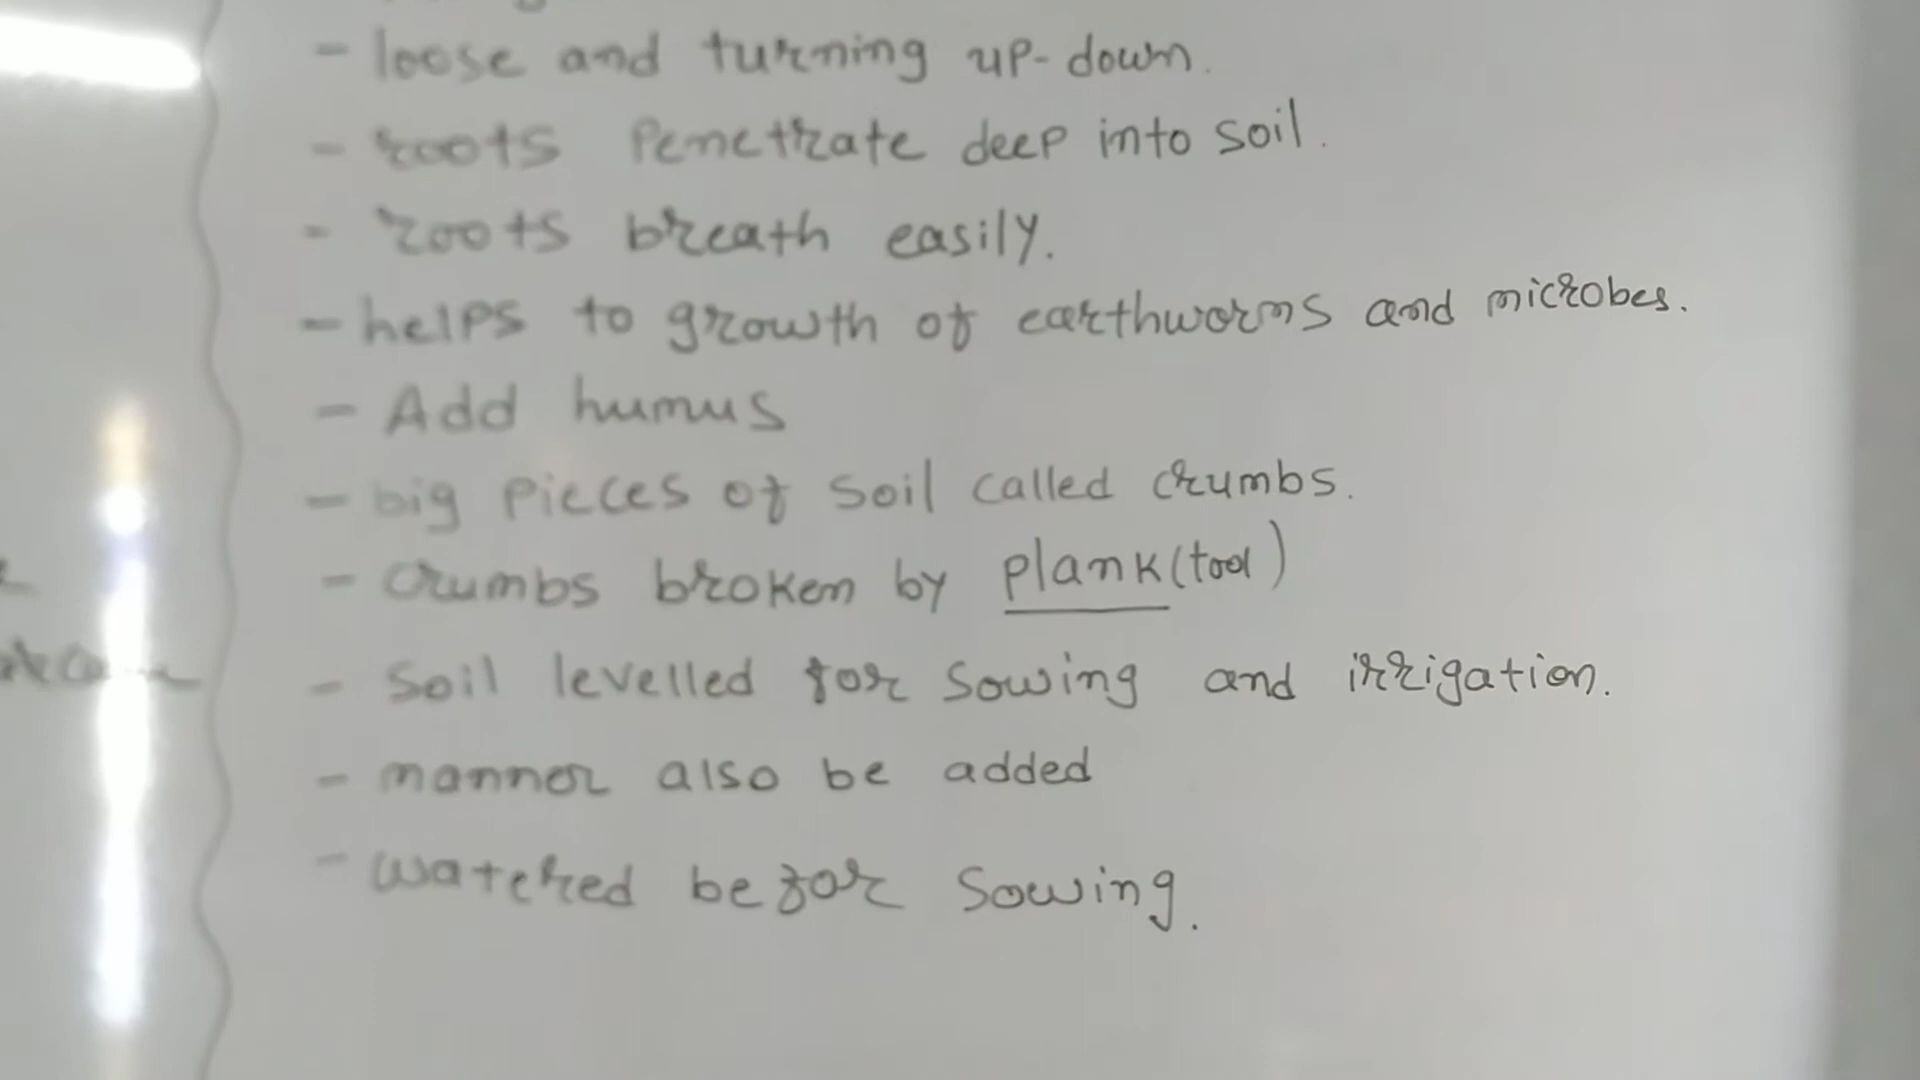 - loose and turning up-down.
- roots Penetrate deep into soil.
- roots breath easily.
- helps to growth of earthworms and microbes.
- Add humus
- big pieces of soil called crumbs.
- crumbs broken by plank (tool)
- Soil levelled for sowing and irrigation.
- mannor also be added
- watered befor sowing.